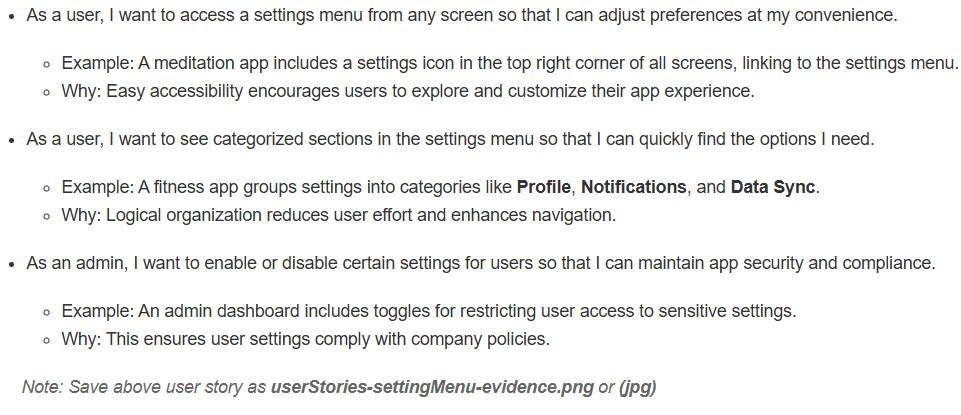 • As a user, I want to access a settings menu from any screen so that I can adjust preferences at my convenience.
◦ Example: A meditation app includes a settings icon in the top right corner of all screens, linking to the settings menu.
◦ Why: Easy accessibility encourages users to explore and customize their app experience.
• As a user, I want to see categorized sections in the settings menu so that I can quickly find the options I need.
◦ Example: A fitness app groups settings into categories like Profile, Notifications, and Data Sync.
◦ Why: Logical organization reduces user effort and enhances navigation.
• As an admin, I want to enable or disable certain settings for users so that I can maintain app security and compliance.
◦ Example: An admin dashboard includes toggles for restricting user access to sensitive settings.
◦ Why: This ensures user settings comply with company policies.
Note: Save above user story as userStories-settingMenu-evidence.png or (jpg)